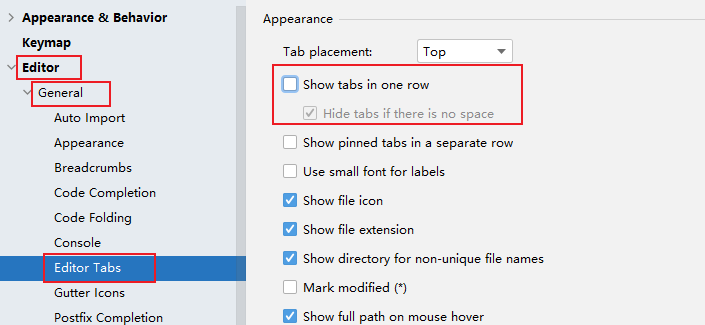 Appearance & Behavior
Keymap
Editor
General
Auto Import
Appearance
Breadcrumbs
Code Completion
Code Folding
Console
Editor Tabs
Gutter Icons
Postfix Completion
Appearance
Tab placement: Top
Show tabs in one row
Hide tabs if there is no space
Show pinned tabs in a separate row
Use small font for labels
Show file icon
Show file extension
Show directory for non-unique file names
Mark modified (*)
Show full path on mouse hover